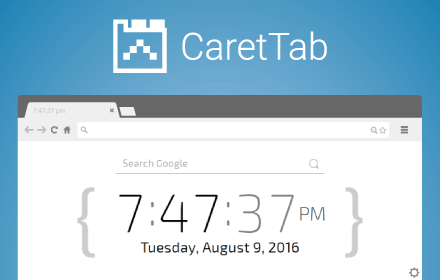 CaretTab
7:47:37 pm
Search Google
{ 7:47:37 PM }
Tuesday, August 9, 2016